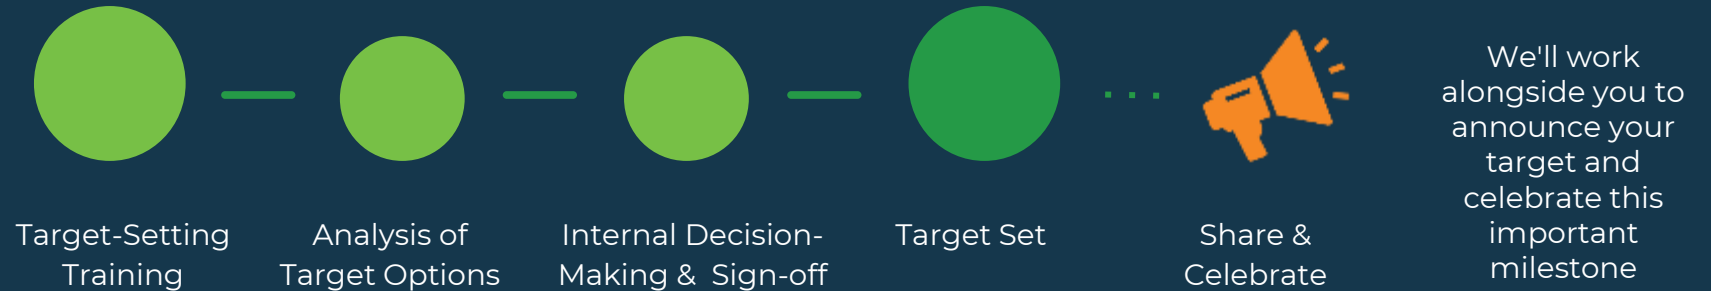 Target-Setting
Training
Analysis of
Target Options
Internal Decision-
Making & Sign-off
Target Set
Share &
Celebrate
We'll work
alongside you to
announce your
target and
celebrate this
important
milestone